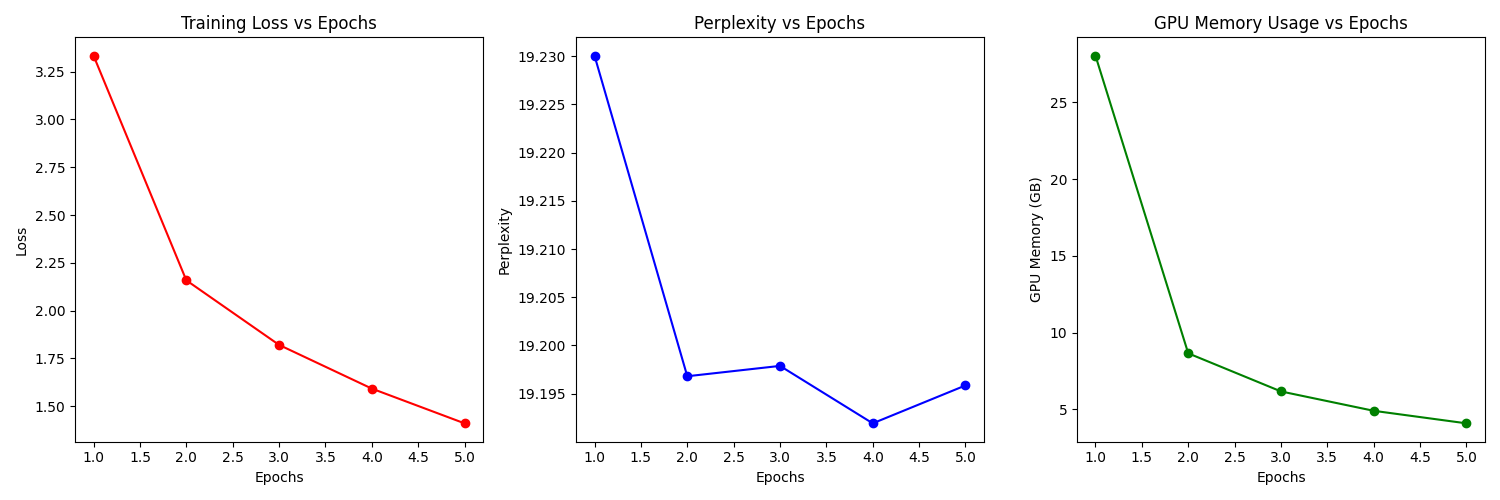 Training Loss vs Epochs
3.25
3.00
2.75
2.50
2.25
2.00
1.75
1.50
Loss
1.0 1.5 2.0 2.5 3.0 3.5 4.0 4.5 5.0
Epochs
Perplexity vs Epochs
19.230
19.225
19.220
19.215
19.210
19.205
19.200
19.195
Perplexity
1.0 1.5 2.0 2.5 3.0 3.5 4.0 4.5 5.0
Epochs
GPU Memory Usage vs Epochs
25
20
15
10
5
GPU Memory (GB)
1.0 1.5 2.0 2.5 3.0 3.5 4.0 4.5 5.0
Epochs